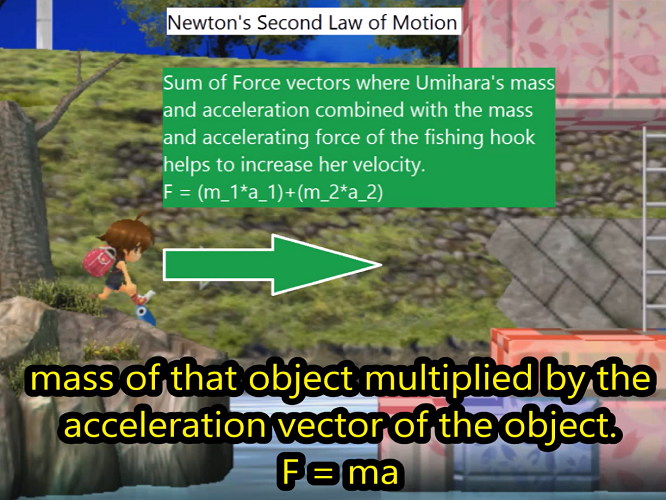 Newton's Second Law of Motion
Sum of Force vectors where Umihara's mass
and acceleration combined with the mass
and accelerating force of the fishing hook
helps to increase her velocity.
F = (m_1*a_1)+(m_2*a_2)
mass of that object multiplied by the
acceleration vector of the object.
F = ma